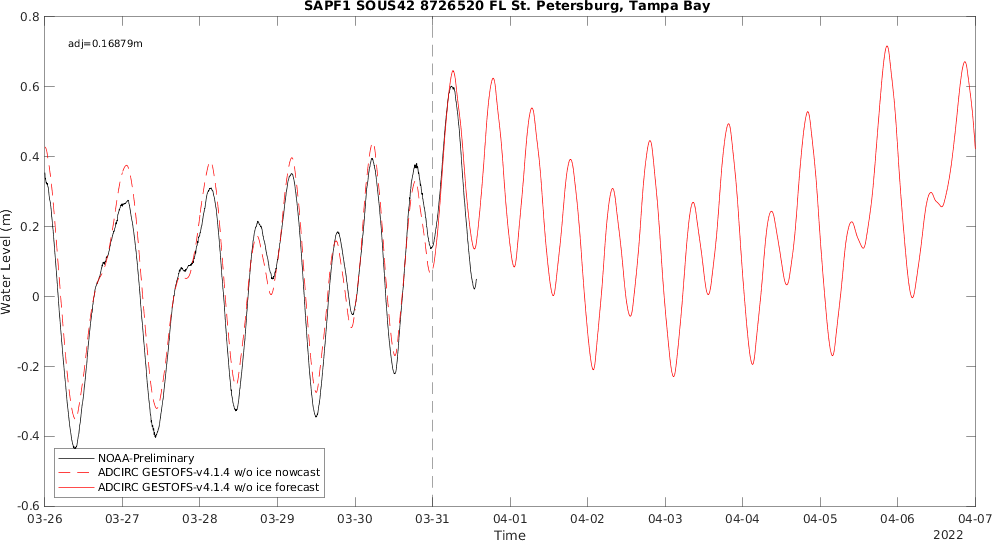 SAPF1 SOUS42 8726520 FL St. Petersburg, Tampa Bay
adj=0.16879m
0.8
0.6
0.4
0.2
0
-0.2
-0.4
-0.6
Water Level (m)
NOAA-Preliminary
ADCIRC GESTOFS-v4.1.4 w/o ice nowcast
ADCIRC GESTOFS-v4.1.4 w/o ice forecast
03-26 03-27 03-28 03-29 03-30 03-31 04-01 04-02 04-03 04-04 04-05 04-06 04-07
Time
2022